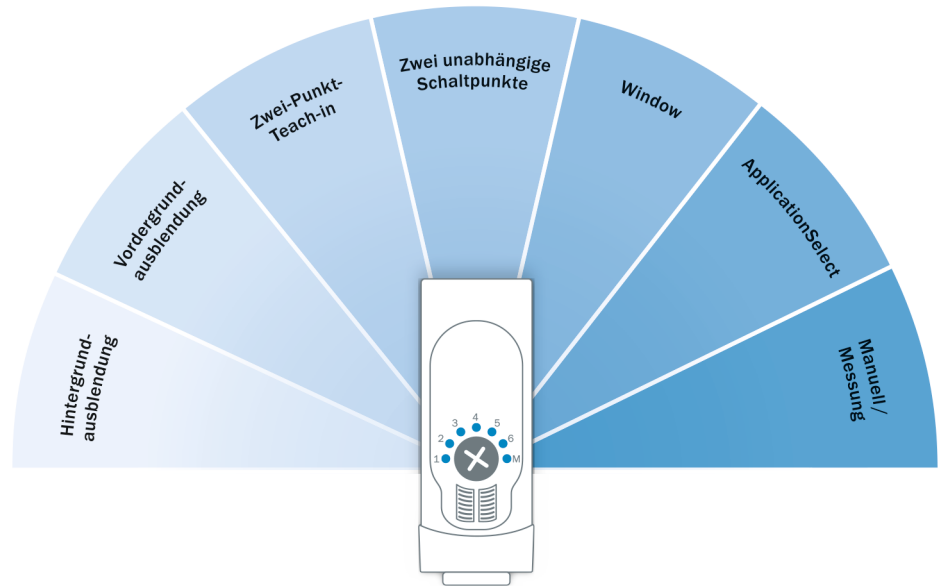 Hintergrund-
ausblendung
Vordergrund-
ausblendung
Zwei-Punkt-
Teach-in
Zwei unabhängige
Schaltpunkte
Window
ApplicationSelect
Manuell/
Messung
1
2
3
4
5
6
M